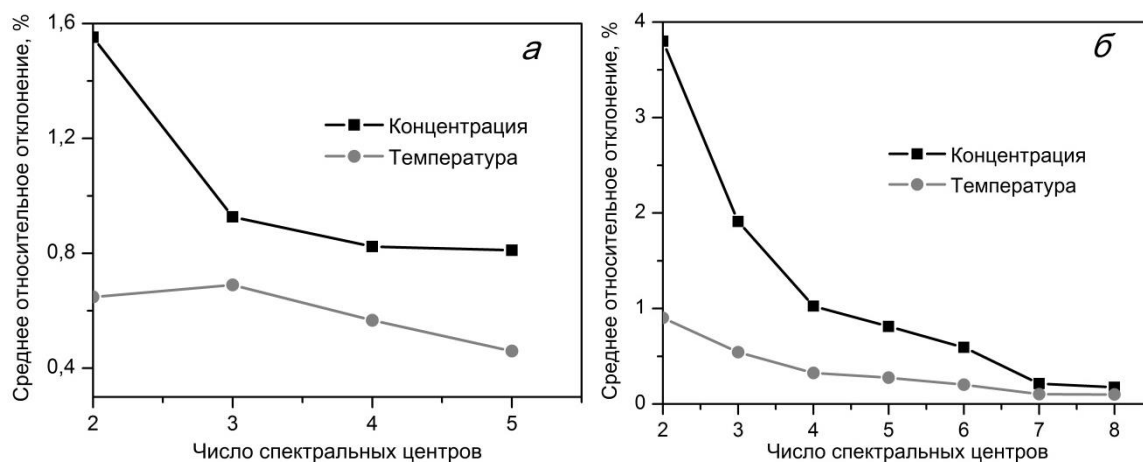 Среднее относительное отклонение, %
1,6
1,2
0,8
0,4
а
Концентрация
Температура
2
3
4
5
Число спектральных центров
Среднее относительное отклонение, %
4
3
2
1
0
б
Концентрация
Температура
2
3
4
5
6
7
8
Число спектральных центров